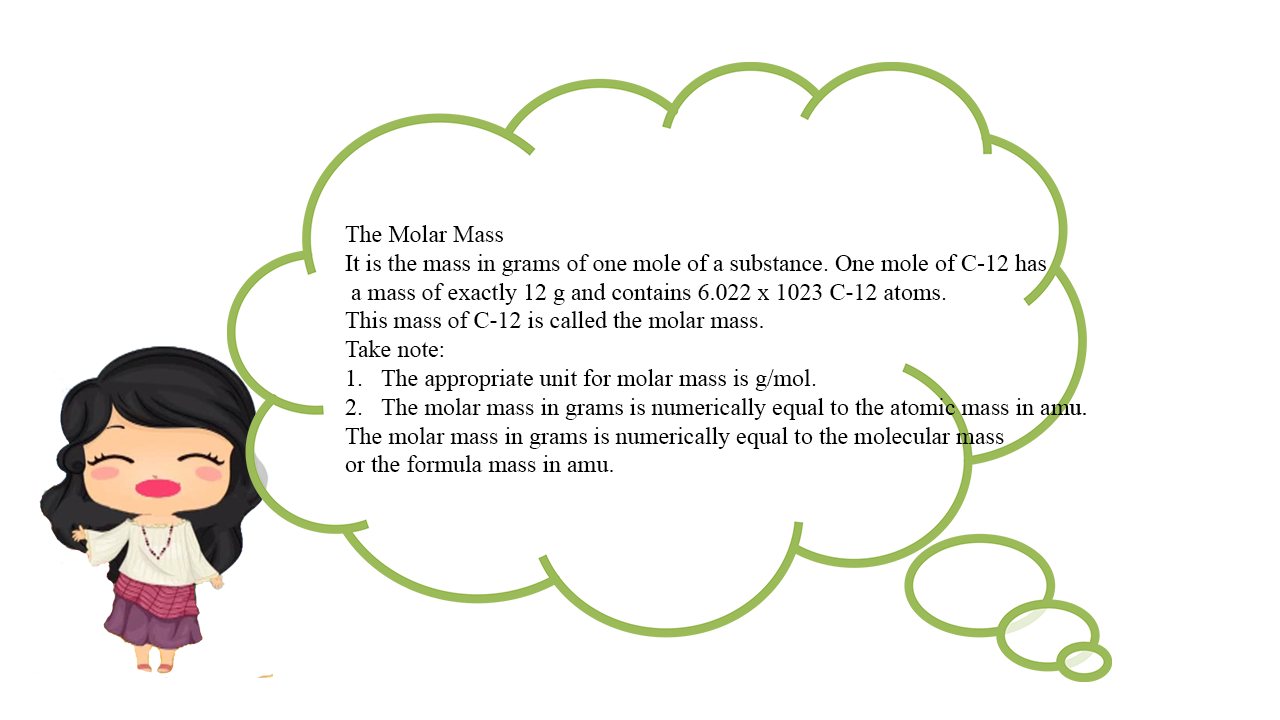 The Molar Mass
It is the mass in grams of one mole of a substance. One mole of C-12 has
a mass of exactly 12 g and contains 6.022 x 1023 C-12 atoms.
This mass of C-12 is called the molar mass.
Take note:
1. The appropriate unit for molar mass is g/mol.
2. The molar mass in grams is numerically equal to the atomic mass in amu.
The molar mass in grams is numerically equal to the molecular mass
or the formula mass in amu.